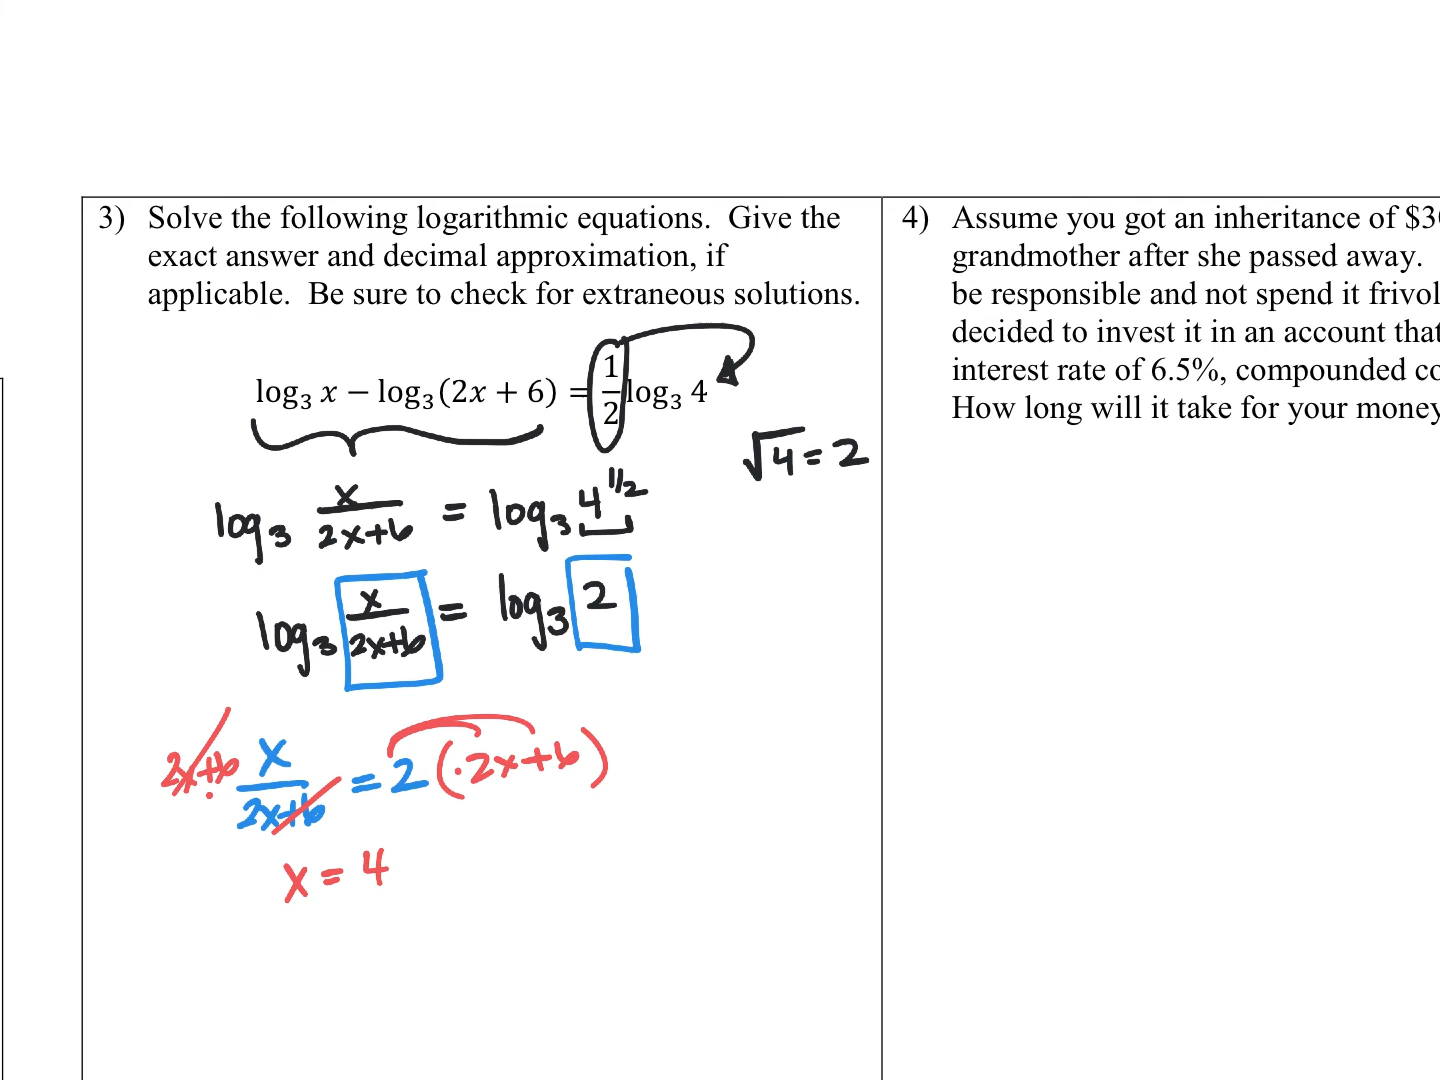 3) Solve the following logarithmic equations. Give the
exact answer and decimal approximation, if
applicable. Be sure to check for extraneous solutions.
log₃ x − log₃(2x + 6) = 1/2 log₃ 4
√4 = 2
log₃ x/(2x+6) = log₃ 4^(1/2)
log₃ x/(2x+6) = log₃ 2
2x+6 · x/(2x+6) = 2(·2x+6)
x = 4
4) Assume you got an inheritance of $3
grandmother after she passed away.
be responsible and not spend it frivol
decided to invest it in an account that
interest rate of 6.5%, compounded co
How long will it take for your money